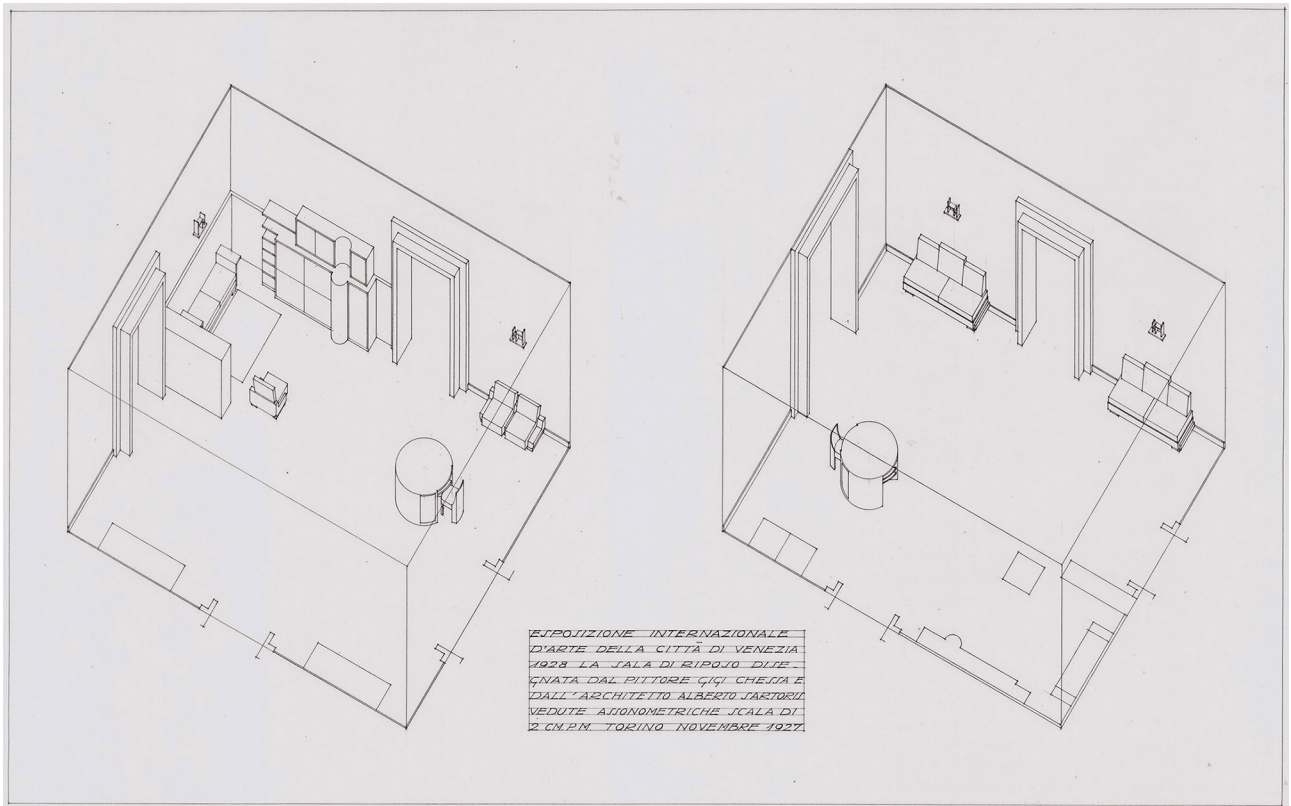 ESPOSIZIONE INTERNAZIONALE
D'ARTE DELLA CITTÀ DI VENEZIA
1928 LA SALA DI RIPOSO DISE-
GNATA DAL PITTORE GIGI CHESSA E
DALL'ARCHITETTO ALBERTO SARTORIS
VEDUTE ASSONOMETRICHE SCALA DI
2 CM.P.M. TORINO NOVEMBRE 1927